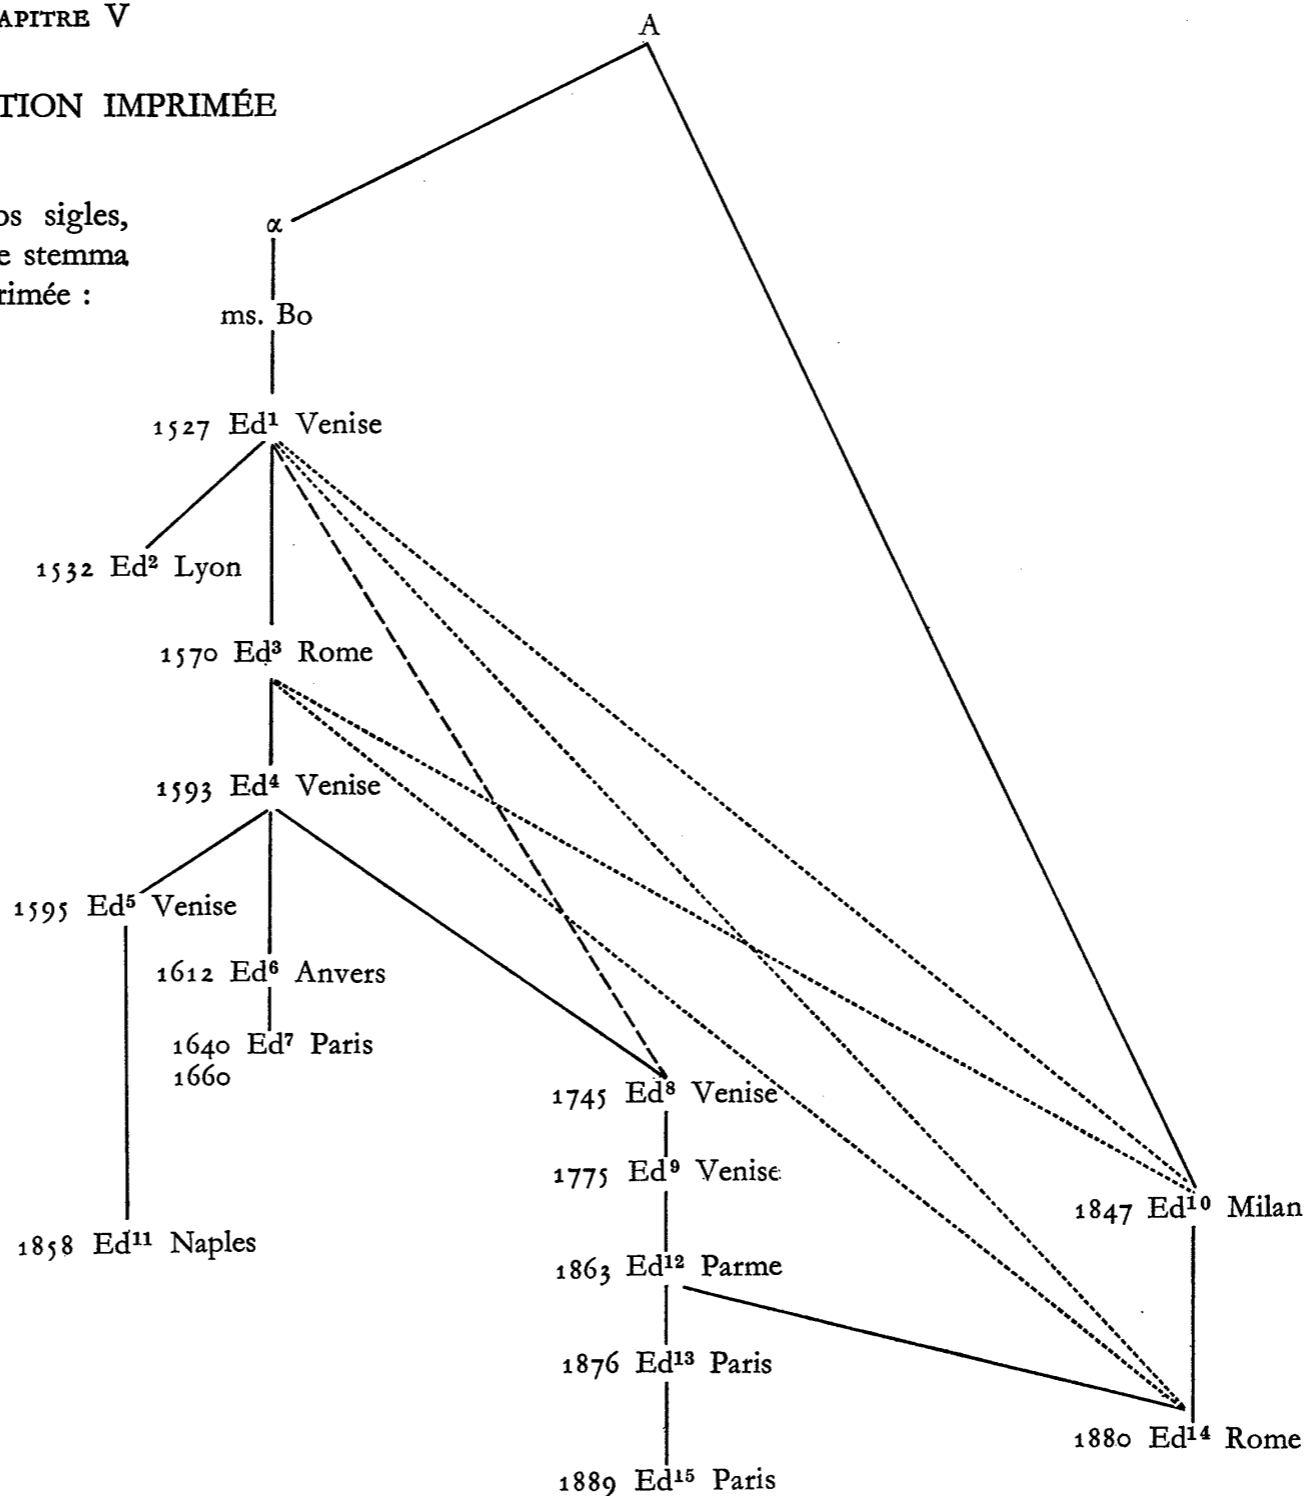 APITRE V
A
TION IMPRIMÉE
os sigles,
e stemma
rimée :
α
ms. Bo
1527 Ed¹ Venise
1532 Ed² Lyon
1570 Ed³ Rome
1593 Ed⁴ Venise
1595 Ed⁵ Venise
1612 Ed⁶ Anvers
1640 Ed⁷ Paris
1660
1745 Ed⁸ Venise
1775 Ed⁹ Venise
1847 Ed¹⁰ Milan
1858 Ed¹¹ Naples
1863 Ed¹² Parme
1876 Ed¹³ Paris
1880 Ed¹⁴ Rome
1889 Ed¹⁵ Paris